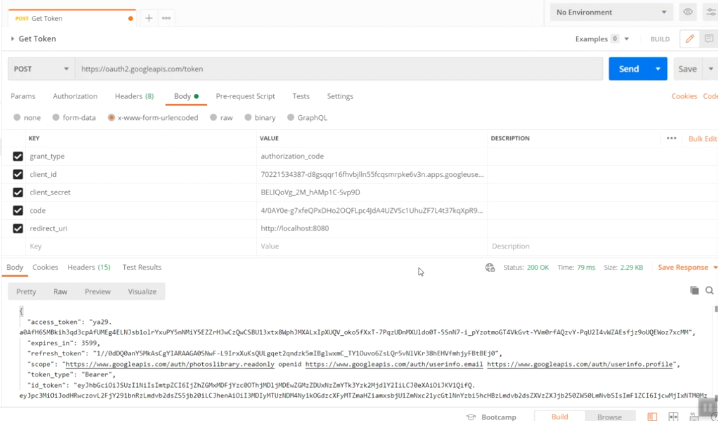 POST Get Token
No Environment
Get Token
Examples 0
BUILD
POST
https://oauth2.googleapis.com/token
Send
Save
Params Authorization Headers (8) Body Pre-request Script Tests Settings
Cookies Code
none form-data x-www-form-urlencoded raw binary GraphQL
KEY VALUE DESCRIPTION
Bulk Edit
grant_type authorization_code
client_id
client_secret
code
redirect_uri http://localhost:8080
Key Value Description
Body Cookies Headers (15) Test Results
Status: 200 OK Time: 79 ms Size: 2.29 KB Save Response
Pretty Raw Preview Visualize
{
"access_token": "ya29.
"expires_in": 3599,
"refresh_token":
"scope": "https://www.googleapis.com/auth/photoslibrary.readonly openid https://www.googleapis.com/auth/userinfo.email https://www.googleapis.com/auth/userinfo.profile",
"token_type": "Bearer",
"id_token":
Bootcamp Build Browse